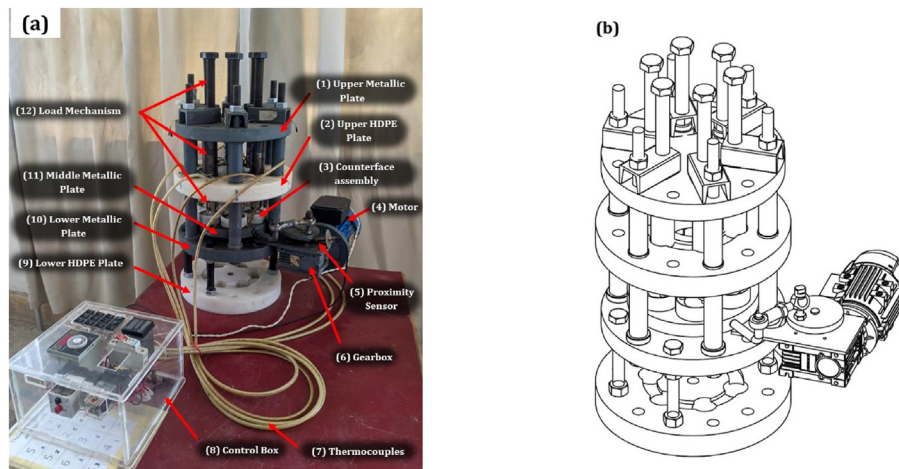 (a)
(b)
(1) Upper Metallic
Plate
(12) Load Mechanism
(2) Upper HDPE
Plate
(3) Counterface
assembly
(11) Middle Metallic
Plate
(4) Motor
(10) Lower Metallic
Plate
(9) Lower HDPE Plate
(5) Proximity
Sensor
(6) Gearbox
(8) Control Box
(7) Thermocouples